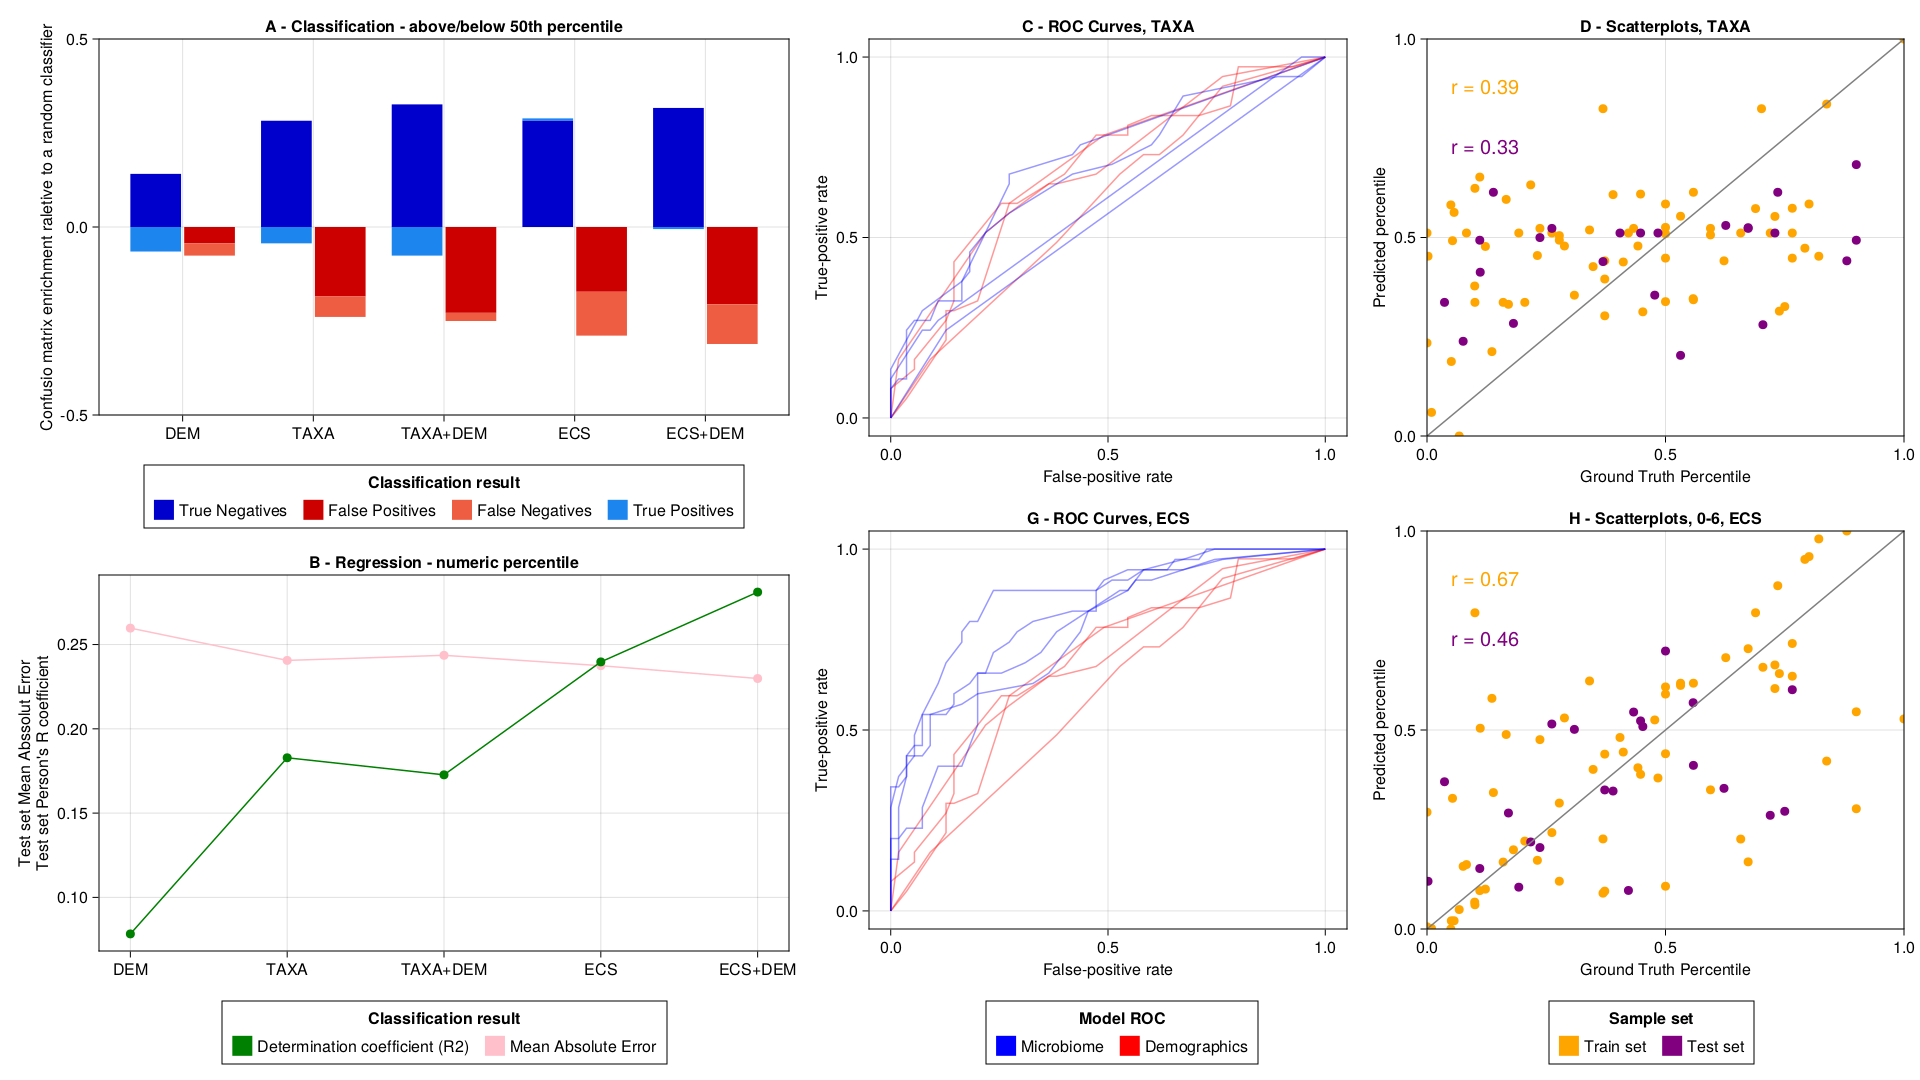 A - Classification - above/below 50th percentile
Confusio matrix enrichment raletive to a random classifier
0.5
0.0
-0.5
DEM
TAXA
TAXA+DEM
ECS
ECS+DEM
Classification result
True Negatives
False Positives
False Negatives
True Positives
B - Regression - numeric percentile
Test set Mean Abssolut Error
Test set Person's R coefficient
0.25
0.20
0.15
0.10
DEM
TAXA
TAXA+DEM
ECS
ECS+DEM
Classification result
Determination coefficient (R2)
Mean Absolute Error
C - ROC Curves, TAXA
True-positive rate
1.0
0.5
0.0
0.0
0.5
1.0
False-positive rate
G - ROC Curves, ECS
True-positive rate
1.0
0.5
0.0
0.0
0.5
1.0
False-positive rate
Model ROC
Microbiome
Demographics
D - Scatterplots, TAXA
Predicted percentile
1.0
0.5
0.0
r = 0.39
r = 0.33
0.0
0.5
1.0
Ground Truth Percentile
H - Scatterplots, 0-6, ECS
Predicted percentile
1.0
0.5
0.0
r = 0.67
r = 0.46
0.0
0.5
1.0
Ground Truth Percentile
Sample set
Train set
Test set